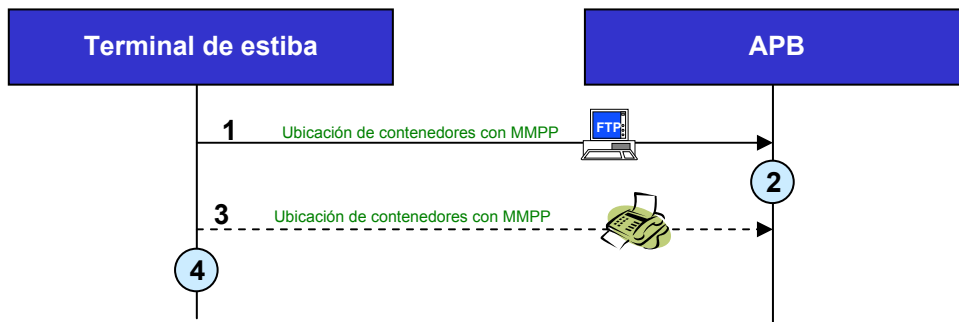 Terminal de estiba
APB
1
Ubicación de contenedores con MMPP
FTP
2
3
Ubicación de contenedores con MMPP
4